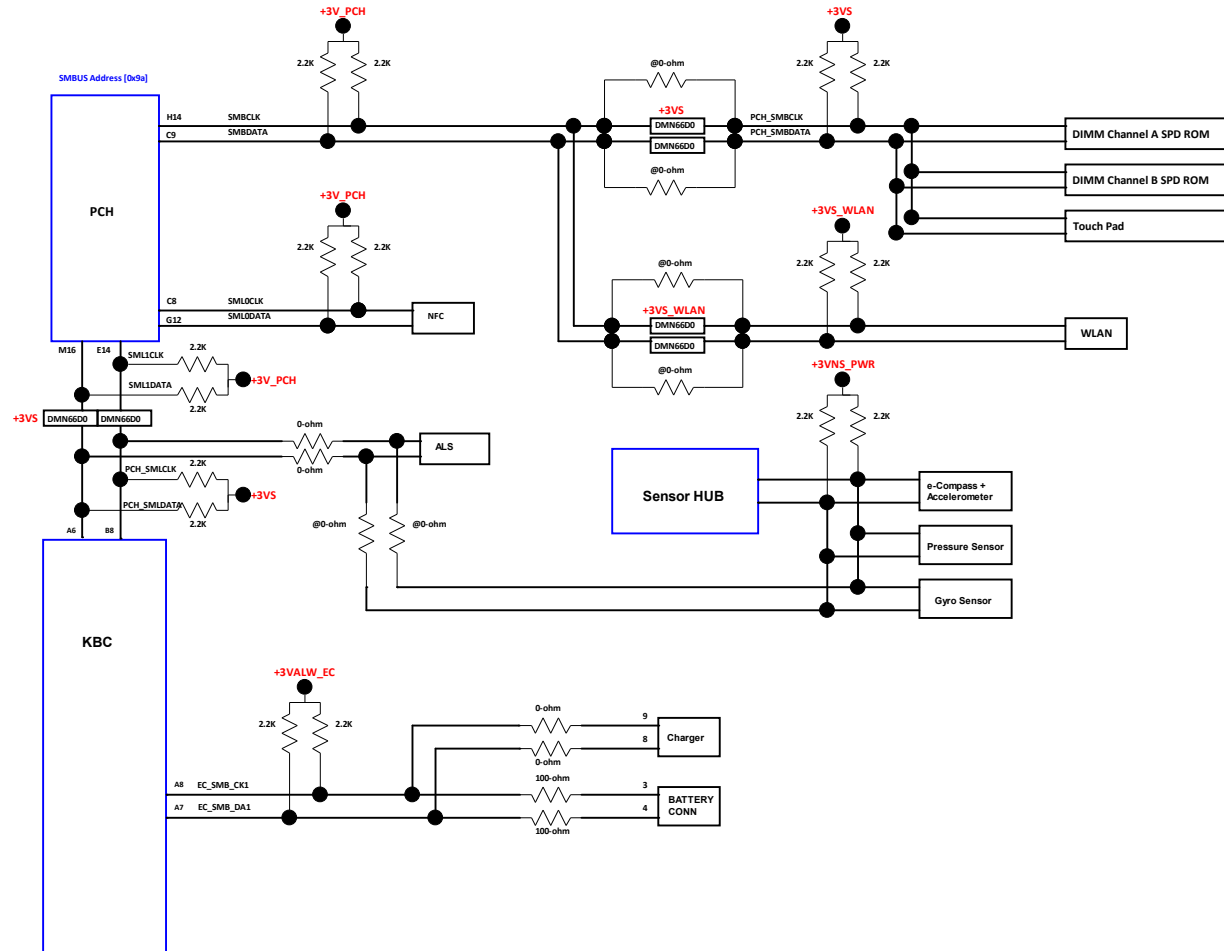 +3V_PCH
+3VS
2.2K
2.2K
2.2K
2.2K
@0-ohm
SMBUS Address [0x9a]
+3VS
H14
SMBCLK
DMN66D0
PCH_SMBCLK
DIMM Channel A SPD ROM
C9
SMBDATA
DMN66D0
PCH_SMBDATA
@0-ohm
DIMM Channel B SPD ROM
PCH
+3V_PCH
+3VS_WLAN
Touch Pad
2.2K
2.2K
2.2K
2.2K
@0-ohm
C8
SML0CLK
+3VS_WLAN
NFC
G12
SML0DATA
DMN66D0
DMN66D0
WLAN
M16
E14
2.2K
SML1CLK
+3VNS_PWR
@0-ohm
+3V_PCH
SML1DATA
2.2K
+3VS
DMN66D0
DMN66D0
2.2K
2.2K
0-ohm
ALS
0-ohm
2.2K
PCH_SMLCLK
+3VS
PCH_SMLDATA
2.2K
Sensor HUB
e-Compass +
Accelerometer
A6
B8
@0-ohm
@0-ohm
Pressure Sensor
Gyro Sensor
KBC
+3VALW_EC
2.2K
2.2K
0-ohm
9
Charger
8
0-ohm
A8
EC_SMB_CK1
100-ohm
3
BATTERY
CONN
A7
EC_SMB_DA1
4
100-ohm